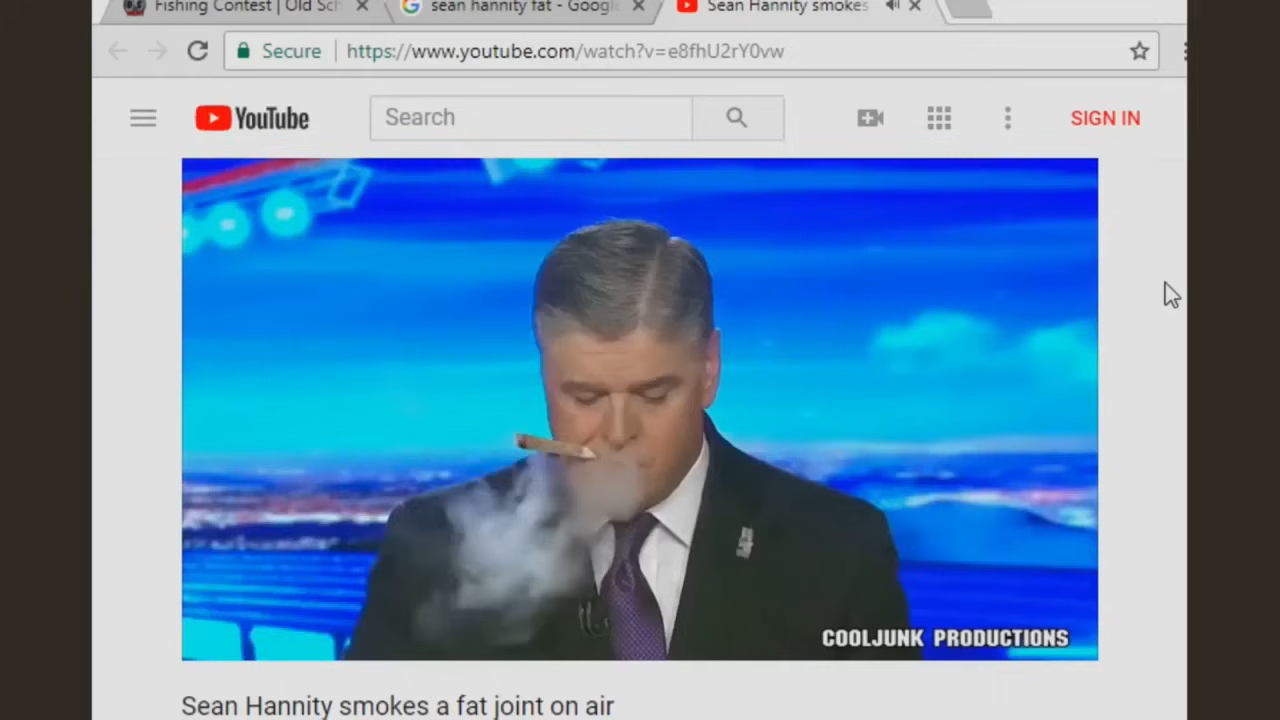 Fishing Contest | Old Sch
sean hannity fat - Google
Sean Hannity smokes
Secure
https://www.youtube.com/watch?v=e8fhU2rY0vw
YouTube
Search
SIGN IN
COOLJUNK PRODUCTIONS
Sean Hannity smokes a fat joint on air